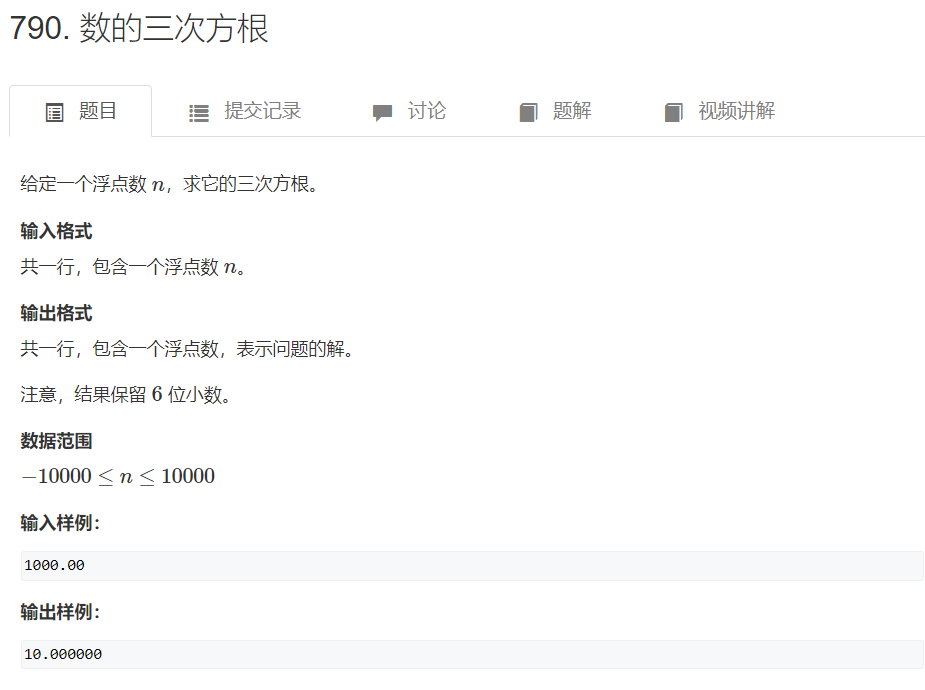 790. 数的三次方根
题目 提交记录 讨论 题解 视频讲解
给定一个浮点数 n，求它的三次方根。
输入格式
共一行，包含一个浮点数 n。
输出格式
共一行，包含一个浮点数，表示问题的解。
注意，结果保留 6 位小数。
数据范围
−10000 ≤ n ≤ 10000
输入样例：
1000.00
输出样例：
10.000000